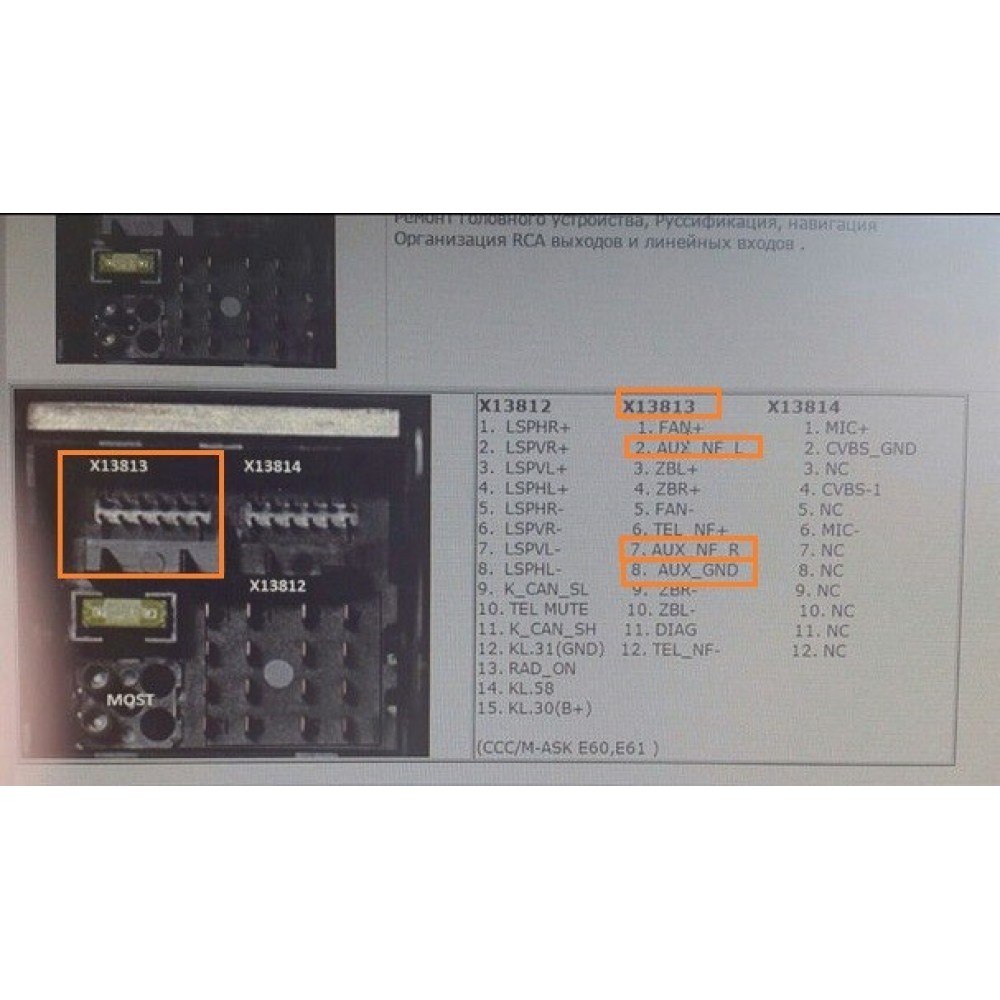 Ремонт головного устройства, Руссификация, навигация
Организация RCA выходов и линейных входов .
X13813
X13814
X13812
MOST
X13812
1. LSPHR+
2. LSPVR+
3. LSPVL+
4. LSPHL+
5. LSPHR-
6. LSPVR-
7. LSPVL-
8. LSPHL-
9. K_CAN_SL
10. TEL MUTE
11. K_CAN_SH
12. KL.31(GND)
13. RAD_ON
14. KL.58
15. KL.30(B+)
(CCC/M-ASK E60,E61 )
X13813
1. FAN+
2. AUX_NF_L
3. ZBL+
4. ZBR+
5. FAN-
6. TEL_NF+
7. AUX_NF_R
8. AUX_GND
9. ZBR-
10. ZBL-
11. DIAG
12. TEL_NF-
X13814
1. MIC+
2. CVBS_GND
3. NC
4. CVBS-1
5. NC
6. MIC-
7. NC
8. NC
9. NC
10. NC
11. NC
12. NC